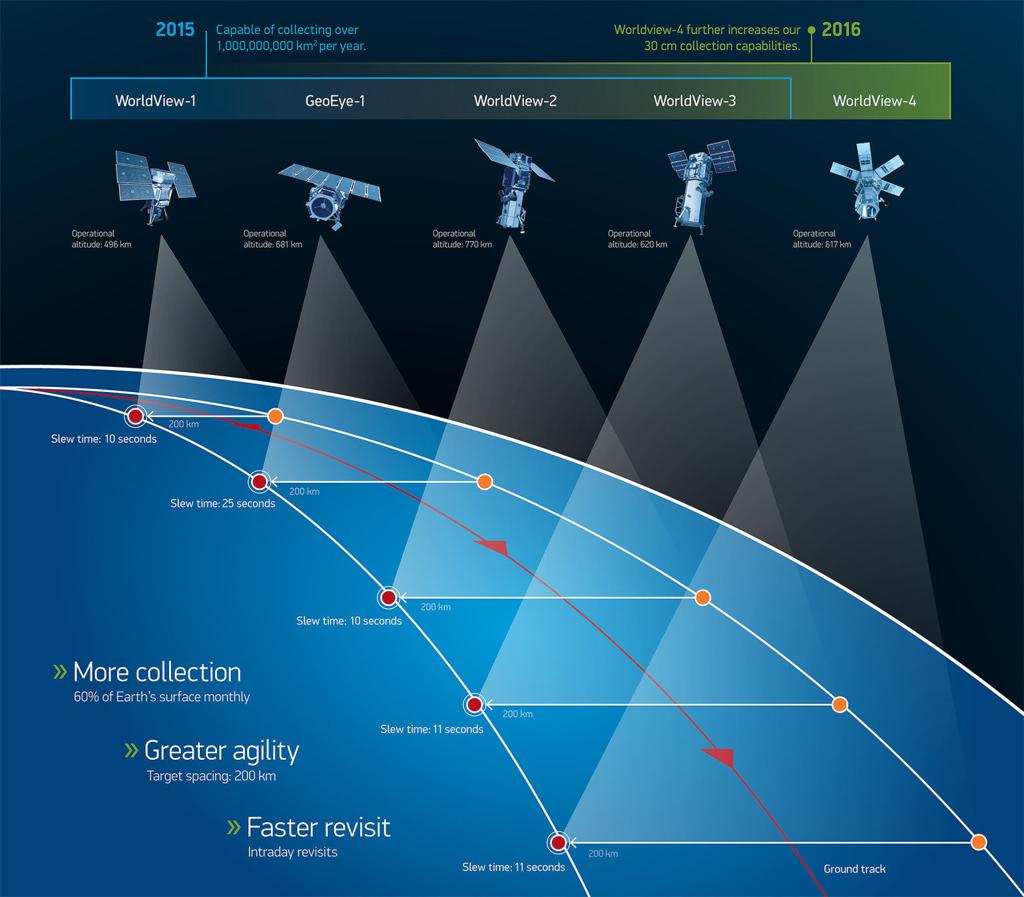 2015
Capable of collecting over
1,000,000,000 km² per year.
Worldview-4 further increases our
30 cm collection capabilities.
2016
WorldView-1
GeoEye-1
WorldView-2
WorldView-3
WorldView-4
Operational
altitude: 496 km
Operational
altitude: 681 km
Operational
altitude: 770 km
Operational
altitude: 620 km
Operational
altitude: 617 km
200 km
Slew time: 10 seconds
200 km
Slew time: 25 seconds
200 km
Slew time: 10 seconds
200 km
Slew time: 11 seconds
200 km
Slew time: 11 seconds
Ground track
» More collection
60% of Earth's surface monthly
» Greater agility
Target spacing: 200 km
» Faster revisit
Intraday revisits